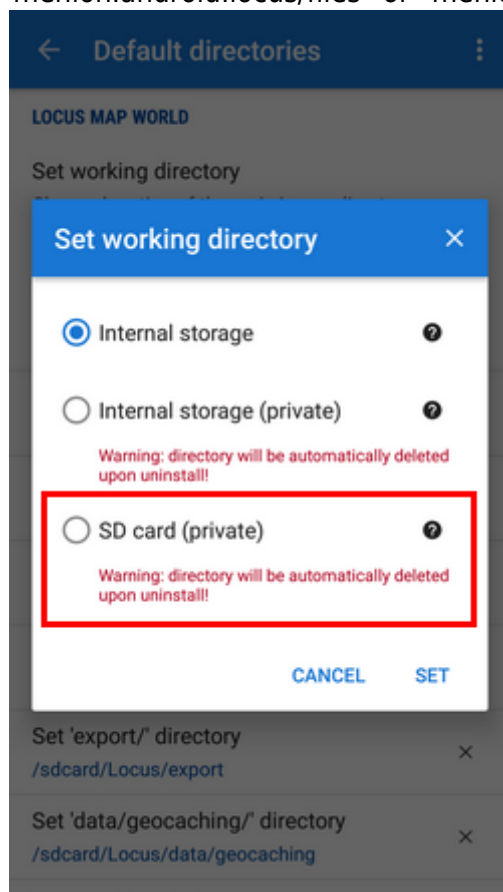 Default directories
LOCUS MAP WORLD
Set working directory
Set working directory
Internal storage
Internal storage (private)
Warning: directory will be automatically deleted
upon uninstall!
SD card (private)
Warning: directory will be automatically deleted
upon uninstall!
CANCEL SET
Set 'export/' directory
/sdcard/Locus/export
Set 'data/geocaching/' directory
/sdcard/Locus/data/geocaching